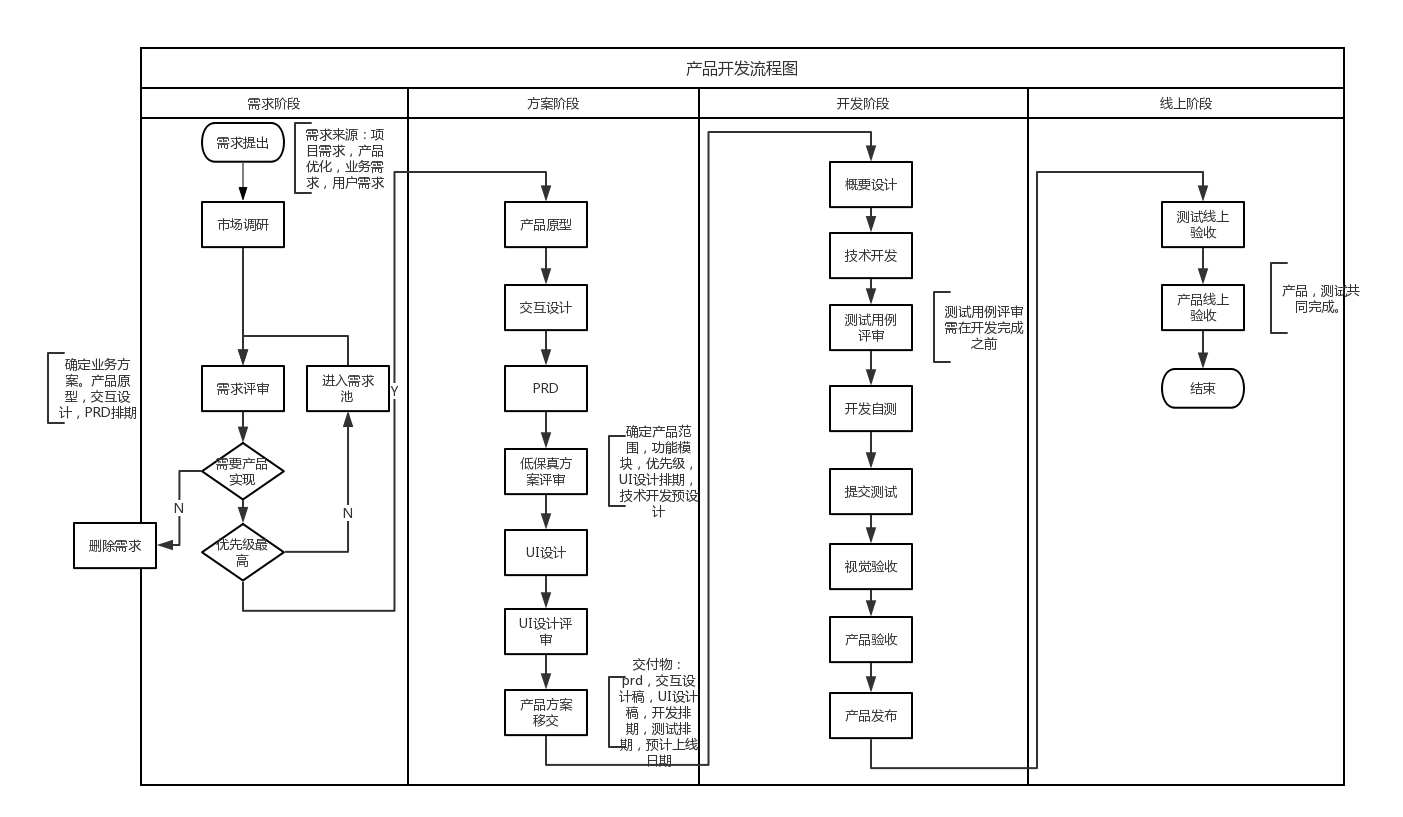 产品开发流程图
需求阶段
方案阶段
开发阶段
线上阶段
需求提出
需求来源：项
目需求，产品
优化，业务需
求，用户需求
市场调研
确定业务方
案。产品原
型，交互设
计，PRD排期
需求评审
进入需求
池
Y
需要产品
实现
N
N
删除需求
优先级最
高
产品原型
交互设计
PRD
低保真方
案评审
确定产品范
围，功能模
块，优先级，
UI设计排期，
技术开发预设
计
UI设计
UI设计评
审
产品方案
移交
交付物：
prd，交互设
计稿，UI设计
稿，开发排
期，测试排
期，预计上线
日期
概要设计
技术开发
测试用例
评审
测试用例评审
需在开发完成
之前
开发自测
提交测试
视觉验收
产品验收
产品发布
测试线上
验收
产品线上
验收
产品，测试共
同完成。
结束